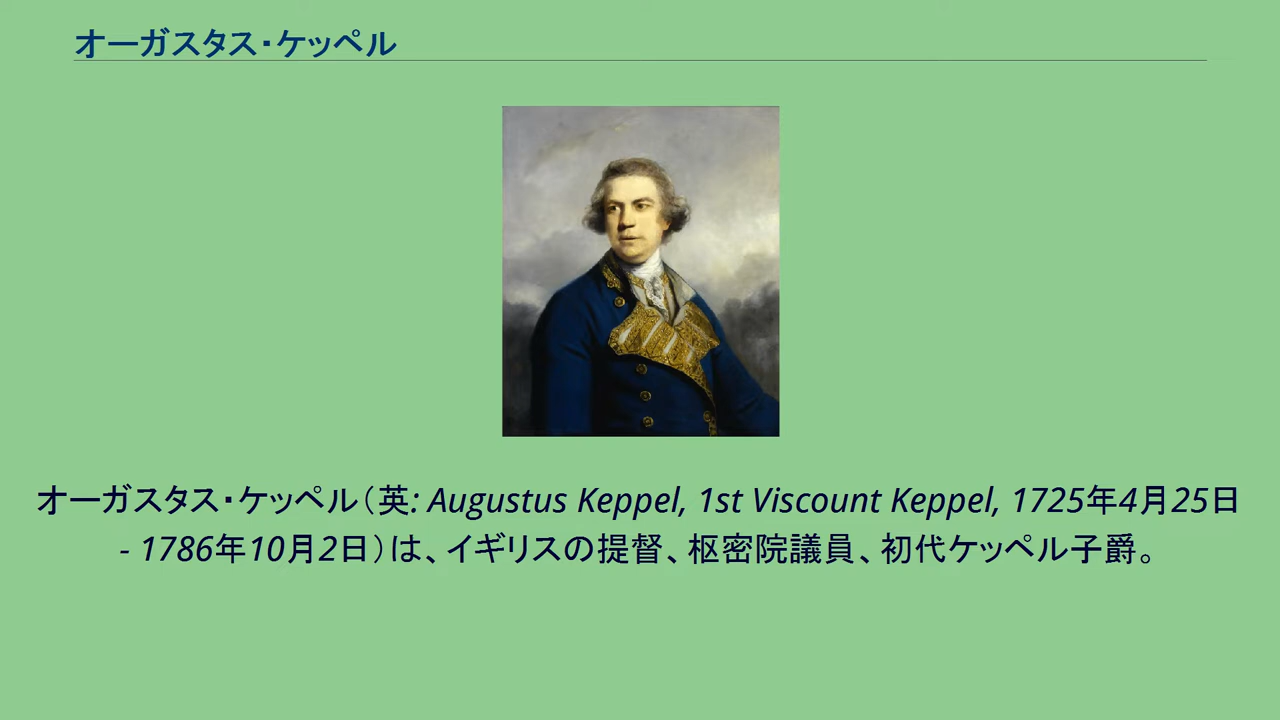 オーガスタス・ケッペル
オーガスタス・ケッペル（英: Augustus Keppel, 1st Viscount Keppel, 1725年4月25日
- 1786年10月2日）は、イギリスの提督、枢密院議員、初代ケッペル子爵。